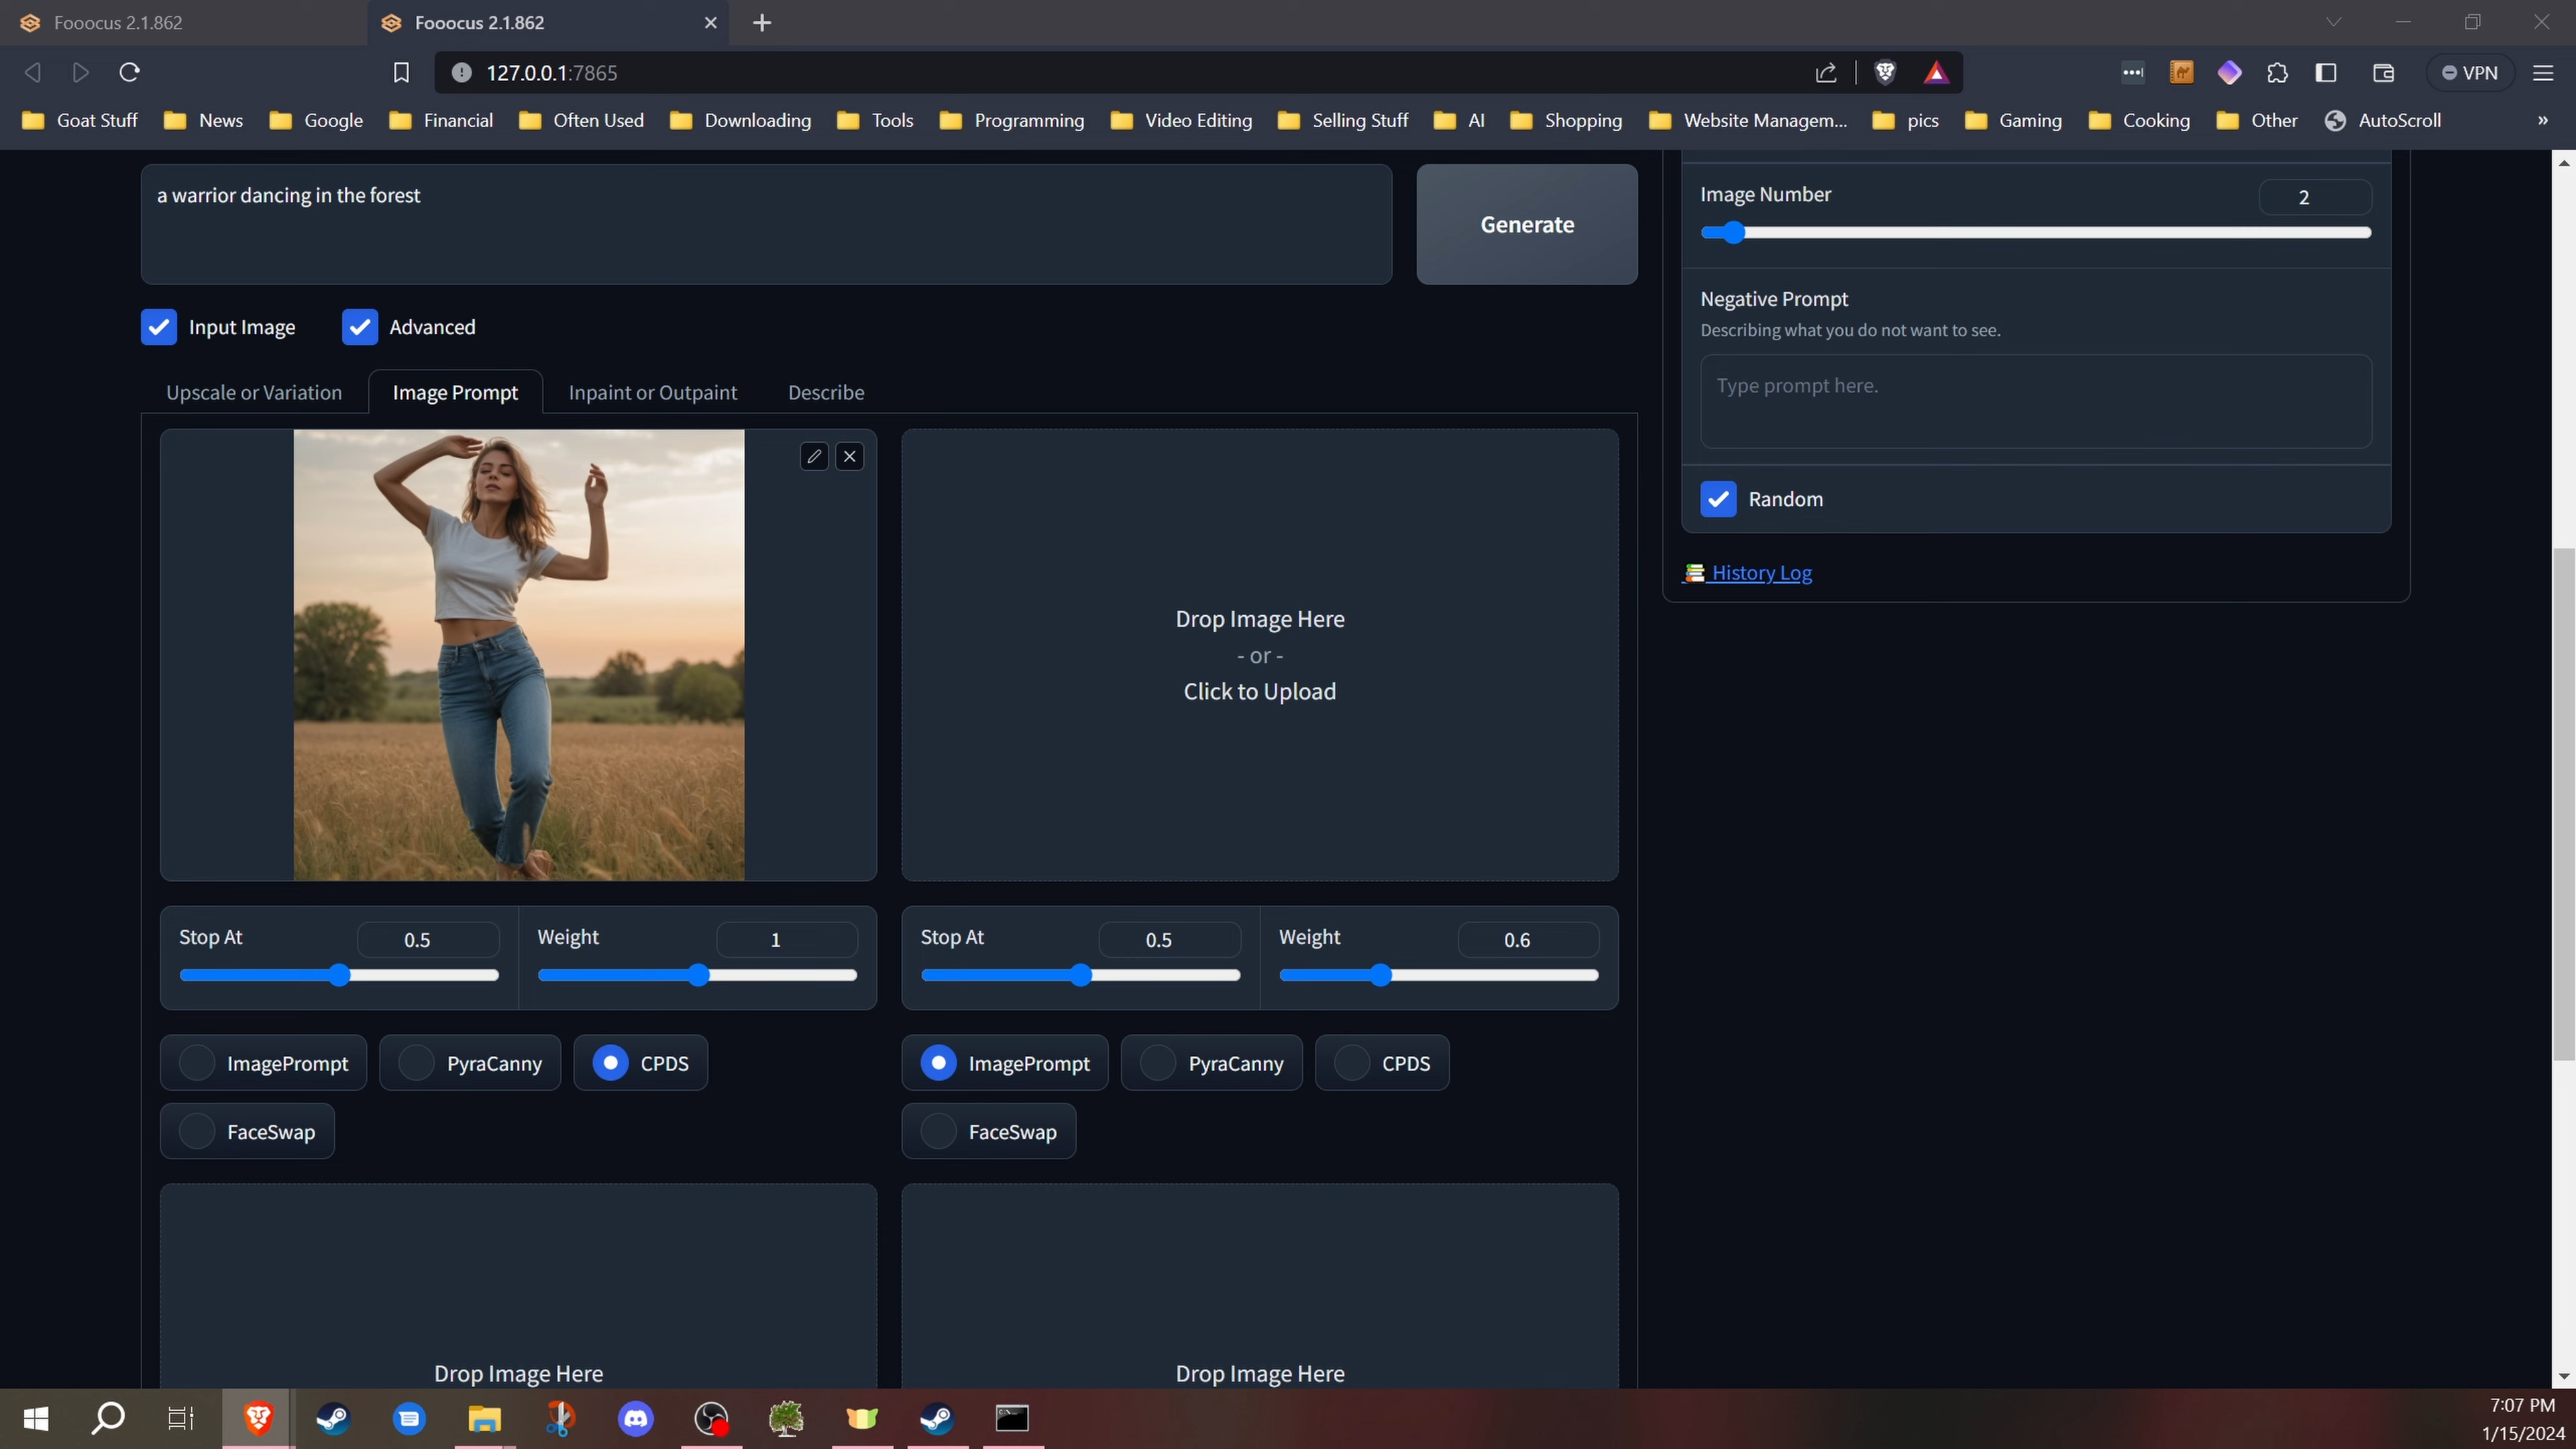 Fooocus 2.1.862
Fooocus 2.1.862
127.0.0.1:7865
VPN
Goat Stuff
News
Google
Financial
Often Used
Downloading
Tools
Programming
Video Editing
Selling Stuff
AI
Shopping
Website Managem...
pics
Gaming
Cooking
Other
AutoScroll
»
a warrior dancing in the forest
Generate
Input Image
Advanced
Upscale or Variation
Image Prompt
Inpaint or Outpaint
Describe
Drop Image Here
- or -
Click to Upload
Stop At
0.5
Weight
1
Stop At
0.5
Weight
0.6
ImagePrompt
PyraCanny
CPDS
FaceSwap
ImagePrompt
PyraCanny
CPDS
FaceSwap
Drop Image Here
Drop Image Here
Image Number
2
Negative Prompt
Describing what you do not want to see.
Type prompt here.
Random
History Log
7:07 PM
1/15/2024